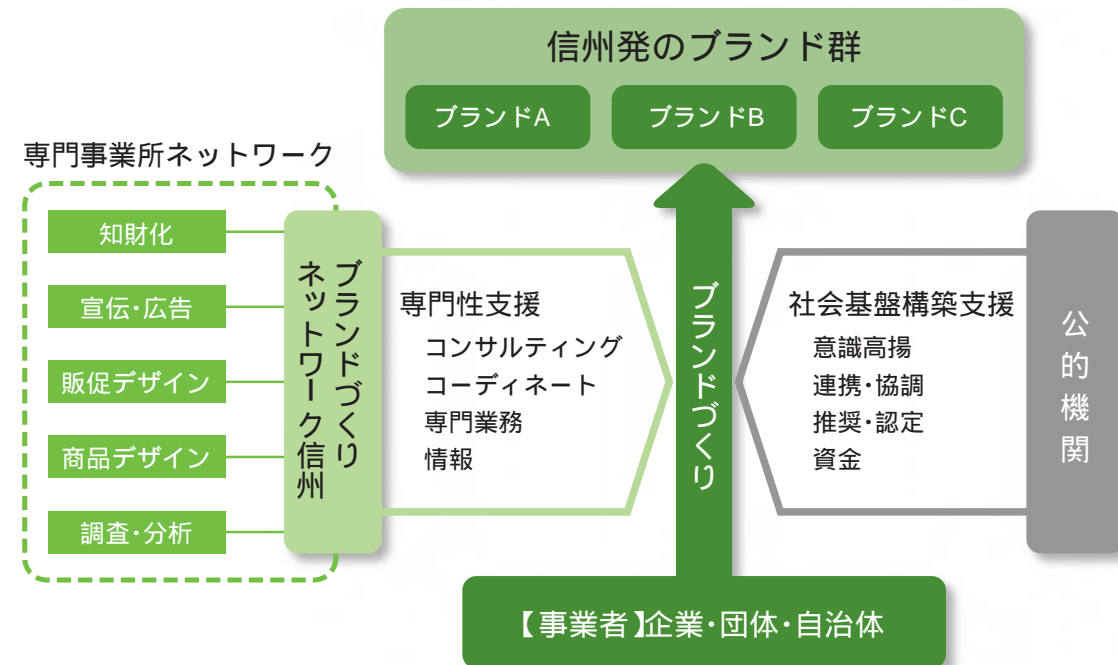 信州発のブランド群
ブランドA
ブランドB
ブランドC
専門事業所ネットワーク
知財化
宣伝・広告
販促デザイン
商品デザイン
調査・分析
ブランドづくり
ネットワーク信州
専門性支援
コンサルティング
コーディネート
専門業務
情報
ブランドづくり
社会基盤構築支援
意識高揚
連携・協調
推奨・認定
資金
公的機関
【事業者】企業・団体・自治体